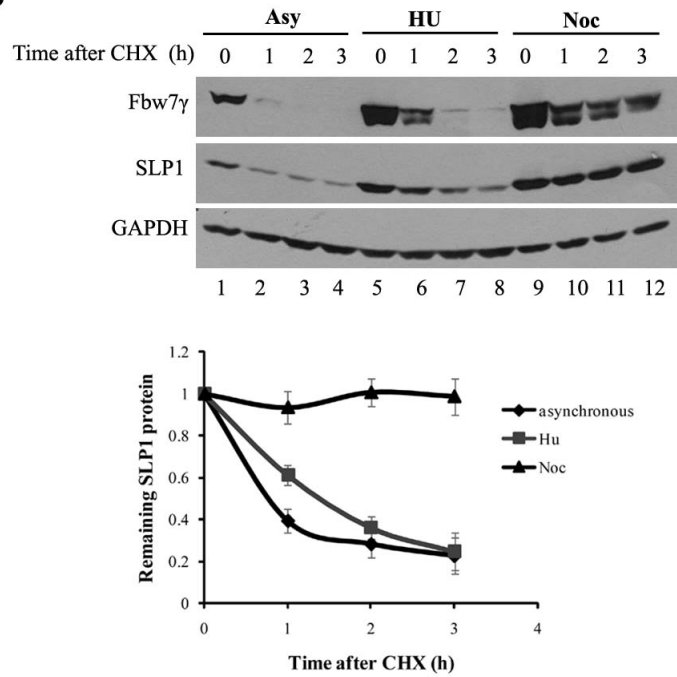 Asy HU Noc
Time after CHX (h) 0 1 2 3 0 1 2 3 0 1 2 3
Fbw7γ
SLP1
GAPDH
1 2 3 4 5 6 7 8 9 10 11 12
1.2
1
0.8
0.6
0.4
0.2
0
0 1 2 3 4
Remaining SLP1 protein
Time after CHX (h)
asynchronous
Hu
Noc